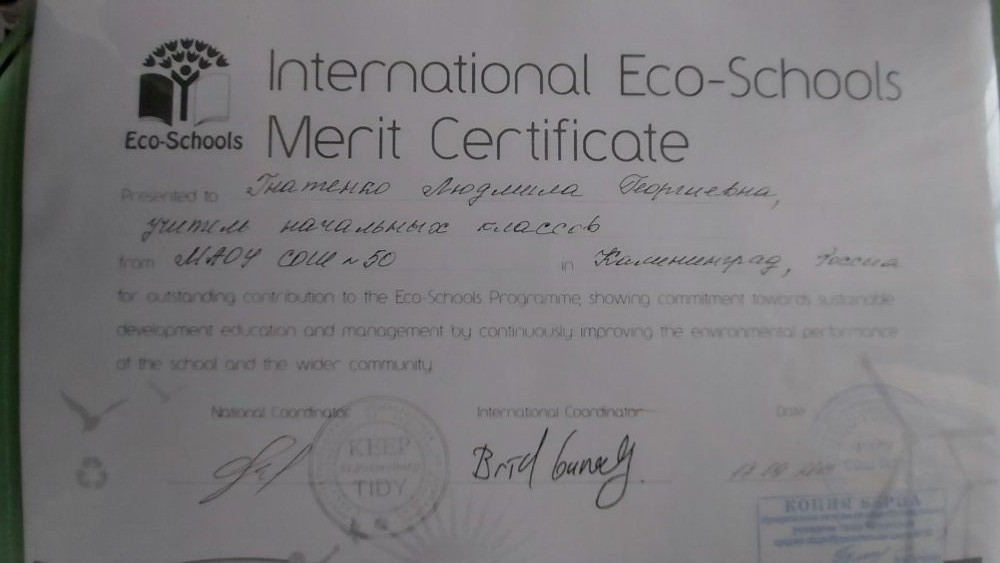 Eco-Schools
International Eco-Schools
Merit Certificate
Presented to Гнатенко Людмила Георгиевна,
учитель начальных классов
from МАОУ СОШ №50 in Калининград, Россия
for outstanding contribution to the Eco-Schools Programme, showing commitment towards sustainable
development education and management by continuously improving the environmental performance
of the school and the wider community
National Coordinator International Coordinator Date
KEEP
TIDY
КОПИЯ ВЕРНА